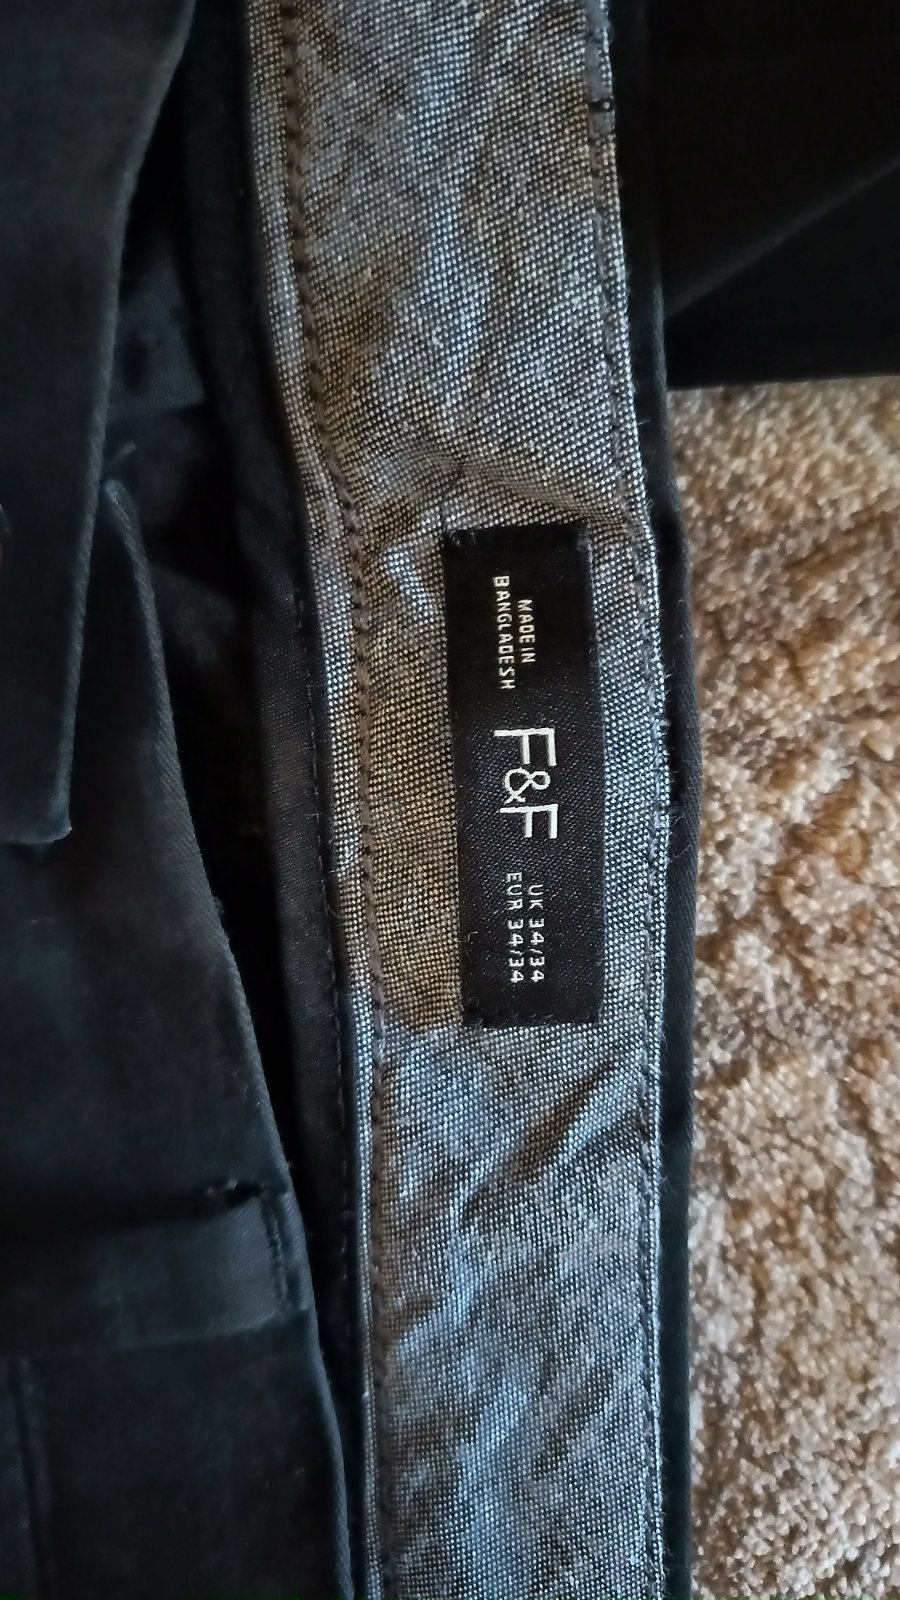 MADE IN
BANGLADESH
F&F
UK 34/34
EUR 34/34